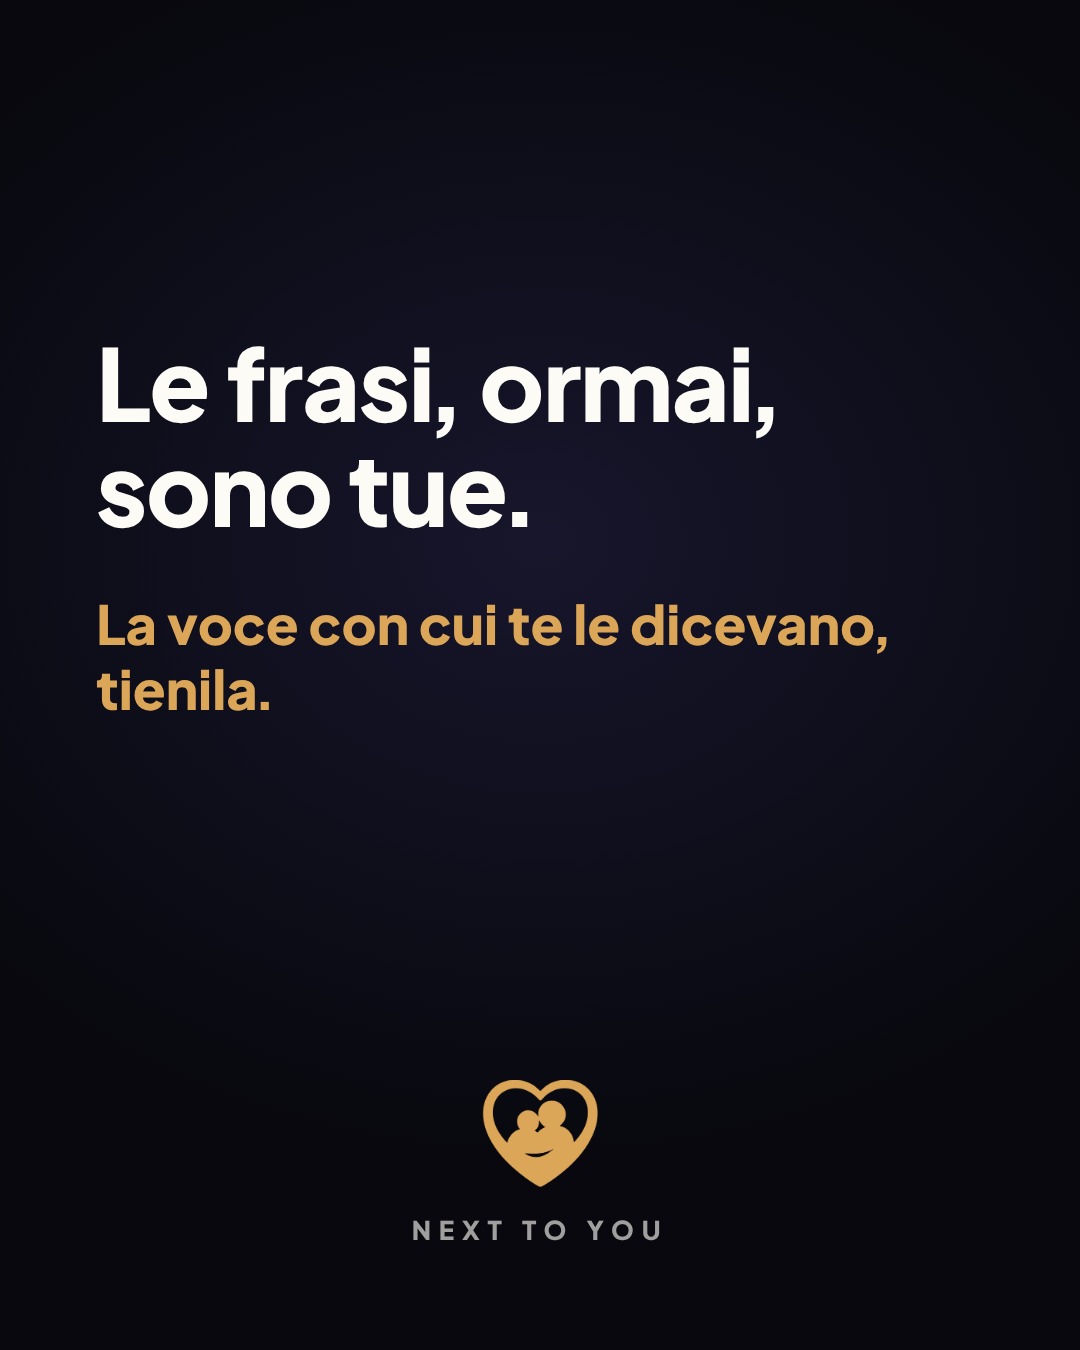 Le frasi, ormai,
sono tue.
La voce con cui te le dicevano,
tienila.
NEXT TO YOU